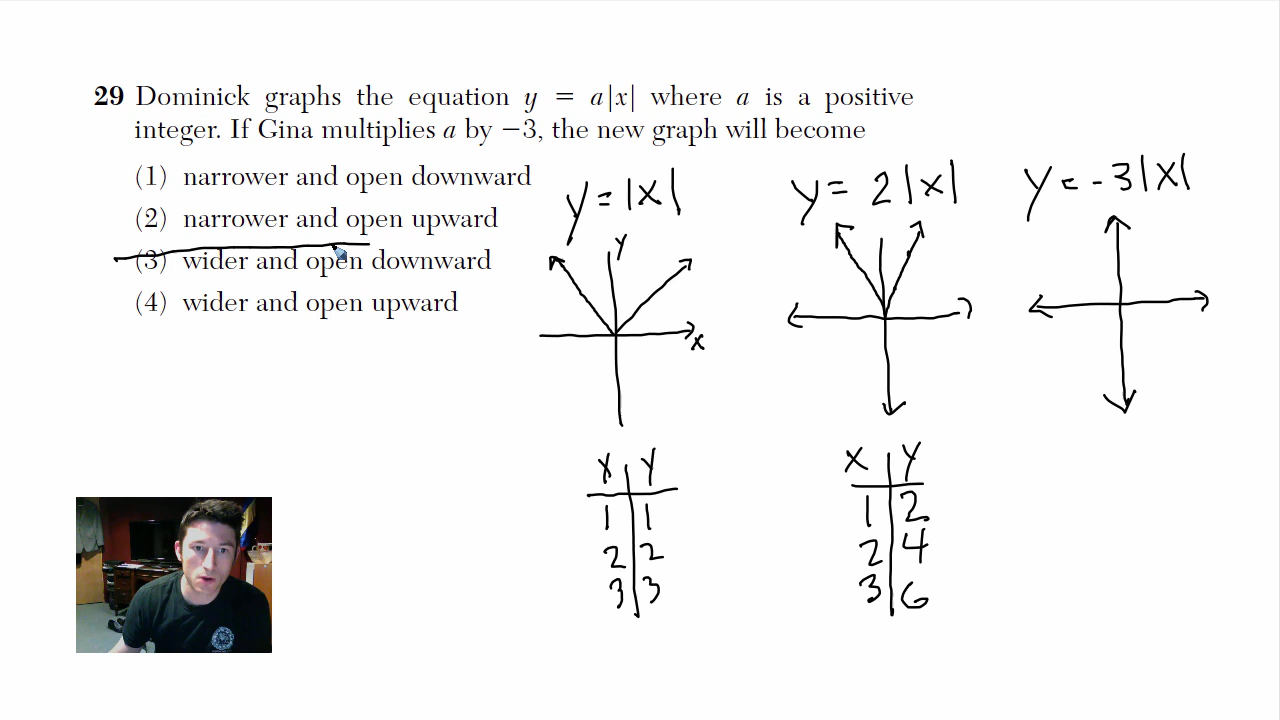 29 Dominick graphs the equation y = a|x| where a is a positive
integer. If Gina multiplies a by −3, the new graph will become
(1) narrower and open downward
(2) narrower and open upward
(3) wider and open downward
(4) wider and open upward
y = |x|
y
x
x y
1 1
2 2
3 3
y = 2|x|
x y
1 2
2 4
3 6
y = -3|x|